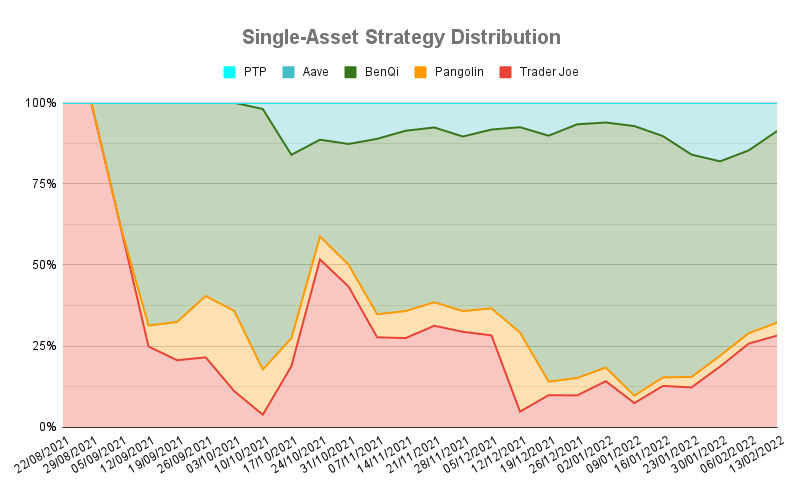 Single-Asset Strategy Distribution
PTP Aave BenQi Pangolin Trader Joe
100%
75%
50%
25%
0%
22/08/2021 29/08/2021 05/09/2021 12/09/2021 19/09/2021 26/09/2021 03/10/2021 10/10/2021 17/10/2021 24/10/2021 31/10/2021 07/11/2021 14/11/2021 21/11/2021 28/11/2021 05/12/2021 12/12/2021 19/12/2021 26/12/2021 02/01/2022 09/01/2022 16/01/2022 23/01/2022 30/01/2022 06/02/2022 13/02/2022